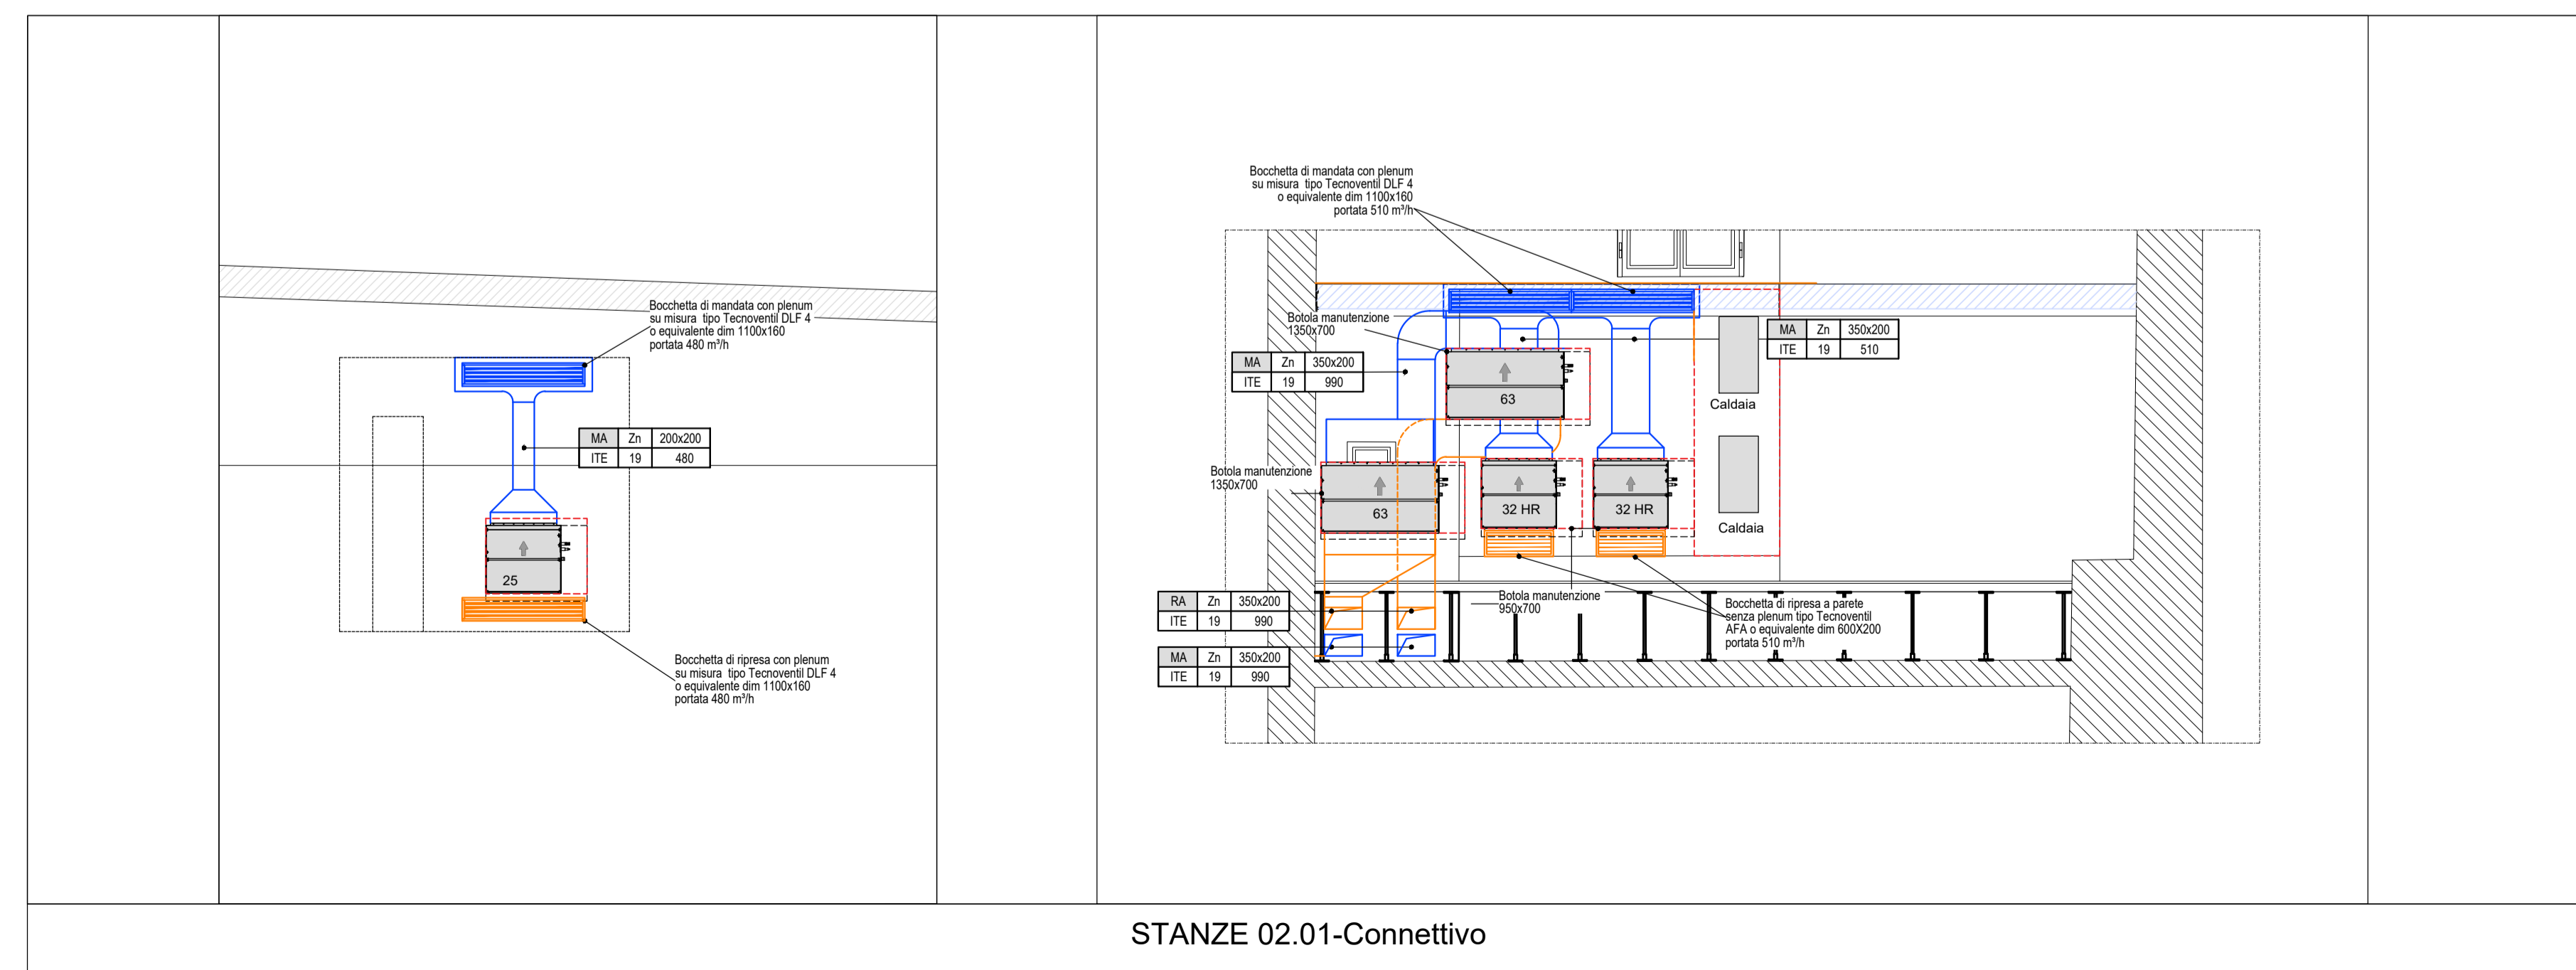 Bocchetta di mandata con plenum
su misura  tipo Tecnoventil DLF 4
o equivalente dim 1100x160
portata 480 m³/h
MA Zn 200x200
ITE 19 480
25
Bocchetta di ripresa con plenum
su misura  tipo Tecnoventil DLF 4
o equivalente dim 1100x160
portata 480 m³/h
Bocchetta di mandata con plenum
su misura  tipo Tecnoventil DLF 4
o equivalente dim 1100x160
portata 510 m³/h
Botola manutenzione
1350x700
MA Zn 350x200
ITE 19 990
MA Zn 350x200
ITE 19 510
63
Caldaia
Botola manutenzione
1350x700
63
32 HR
32 HR
Caldaia
RA Zn 350x200
ITE 19 990
MA Zn 350x200
ITE 19 990
Botola manutenzione
950x700
Bocchetta di ripresa a parete
senza plenum tipo Tecnoventil
AFA o equivalente dim 600X200
portata 510 m³/h
STANZE 02.01-Connettivo